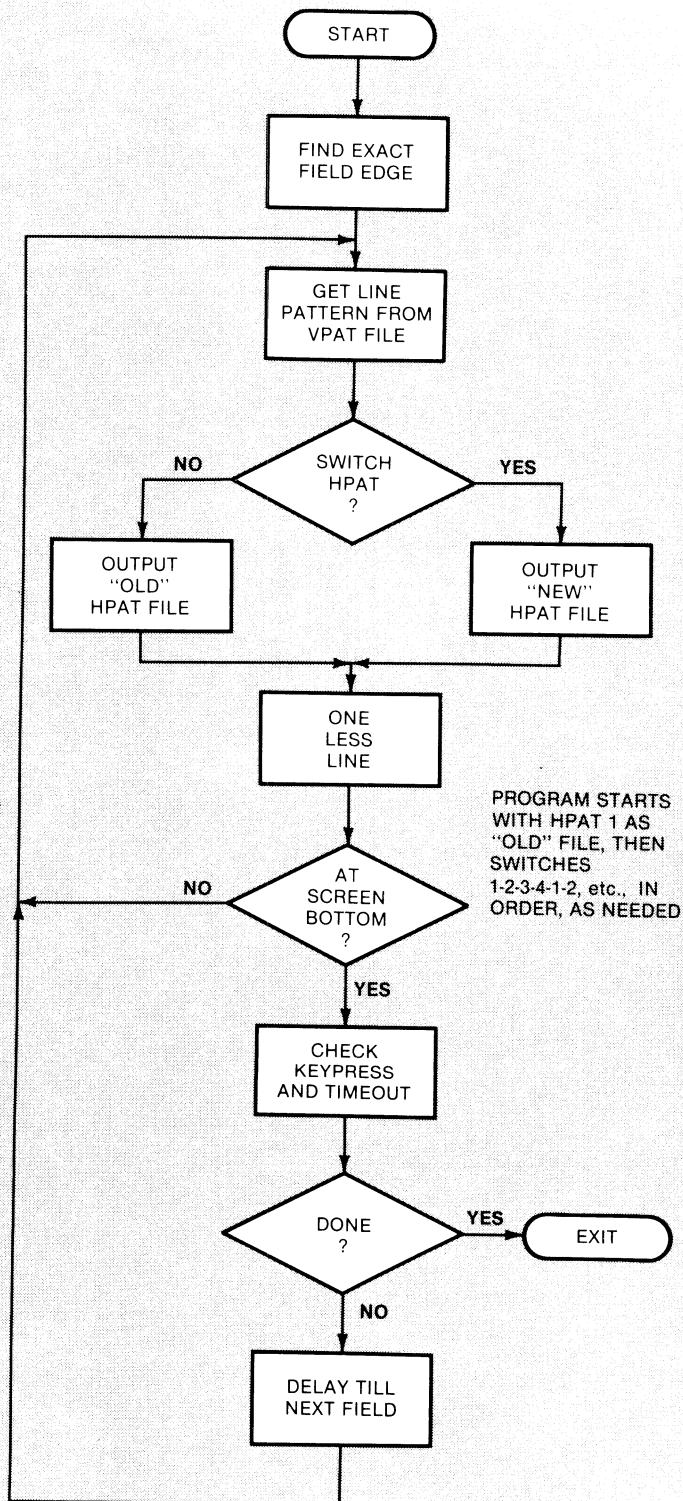 START
FIND EXACT
FIELD EDGE
GET LINE
PATTERN FROM
VPAT FILE
NO
SWITCH
HPAT
?
YES
OUTPUT
“OLD”
HPAT FILE
OUTPUT
“NEW”
HPAT FILE
ONE
LESS
LINE
PROGRAM STARTS
WITH HPAT 1 AS
“OLD” FILE, THEN
SWITCHES
1-2-3-4-1-2, etc., IN
ORDER, AS NEEDED
NO
AT
SCREEN
BOTTOM
?
YES
CHECK
KEYPRESS
AND TIMEOUT
DONE
?
YES
EXIT
NO
DELAY TILL
NEXT FIELD